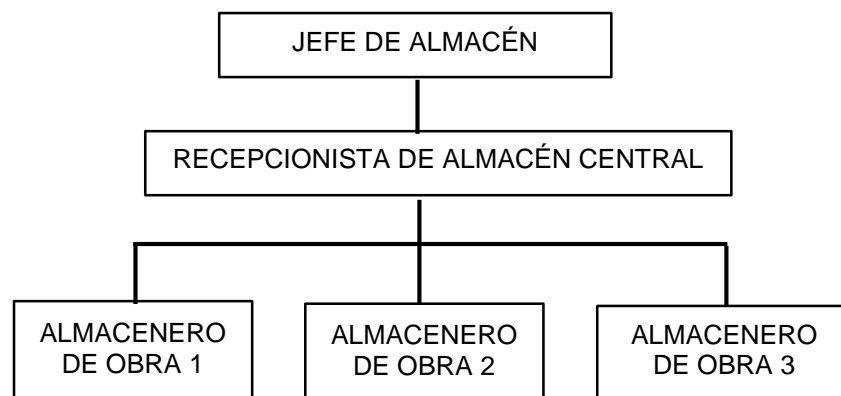 JEFE DE ALMACÉN
RECEPCIONISTA DE ALMACÉN CENTRAL
ALMACENERO
DE OBRA 1
ALMACENERO
DE OBRA 2
ALMACENERO
DE OBRA 3